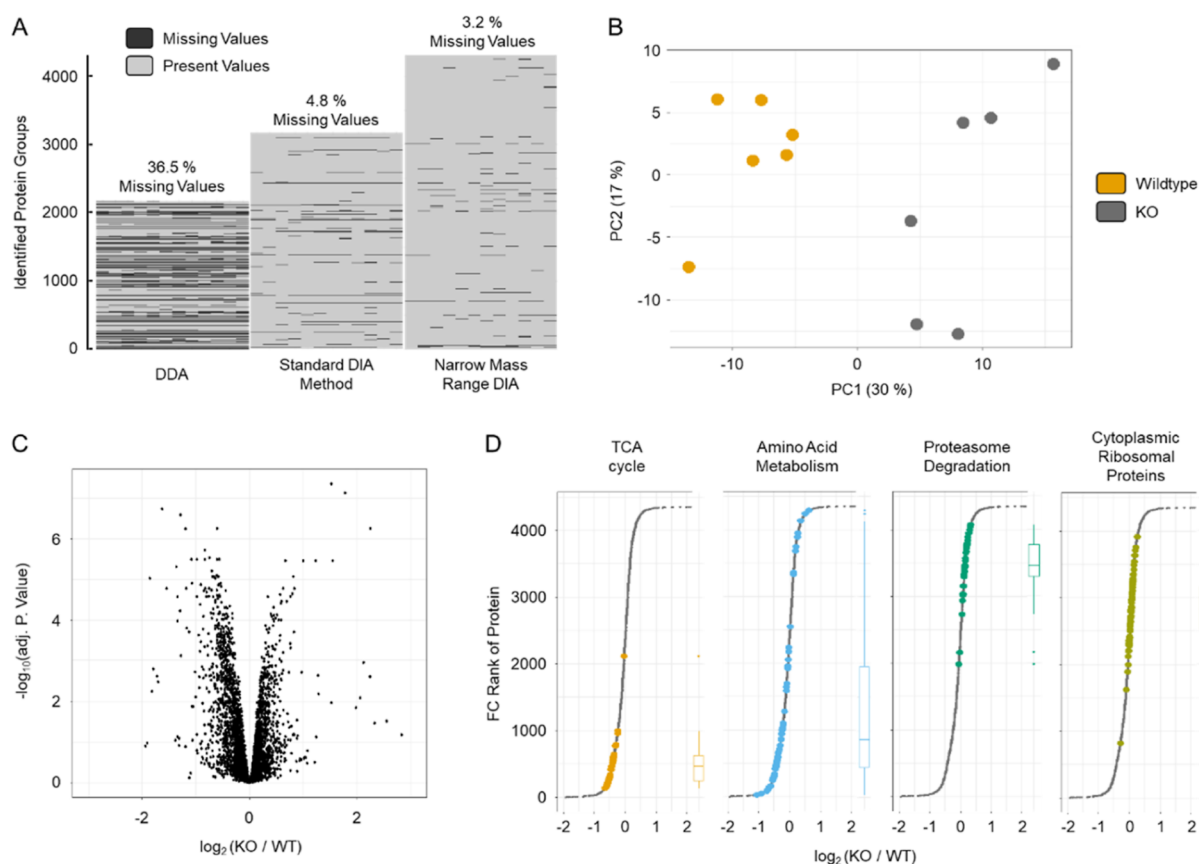 A
Missing Values
Present Values
3.2 %
Missing Values
4.8 %
Missing Values
36.5 %
Missing Values
Identified Protein Groups
4000
3000
2000
1000
0
DDA
Standard DIA
Method
Narrow Mass
Range DIA
B
PC2 (17 %)
10
5
0
-5
-10
-10
0
10
PC1 (30 %)
Wildtype
KO
C
-log₁₀(adj. P. Value)
6
4
2
0
-2
0
2
log₂(KO / WT)
D
TCA
cycle
Amino Acid
Metabolism
Proteasome
Degradation
Cytoplasmic
Ribosomal
Proteins
FC Rank of Protein
4000
3000
2000
1000
0
-2 -1 0 1 2
-2 -1 0 1 2
-2 -1 0 1 2
-2 -1 0 1 2
log₂(KO / WT)